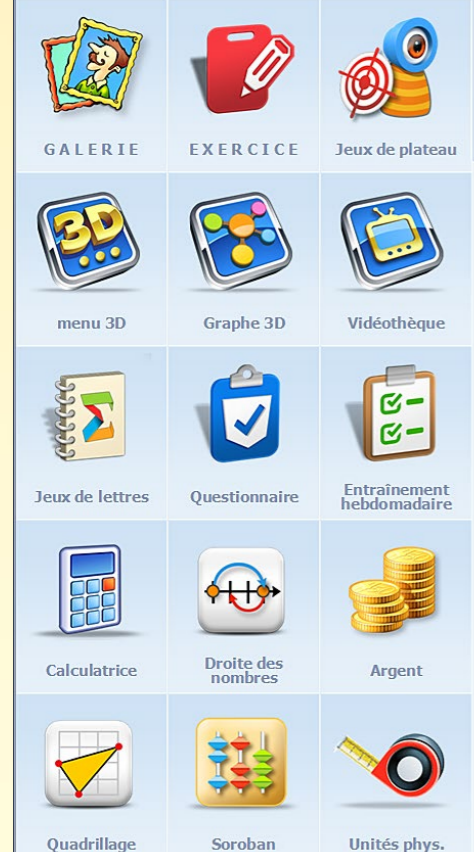 GALERIE
EXERCICE
Jeux de plateau
3D
menu 3D
Graphe 3D
Vidéothèque
Jeux de lettres
Questionnaire
Entraînement
hebdomadaire
Calculatrice
Droite des
nombres
Argent
Quadrillage
Soroban
Unités phys.